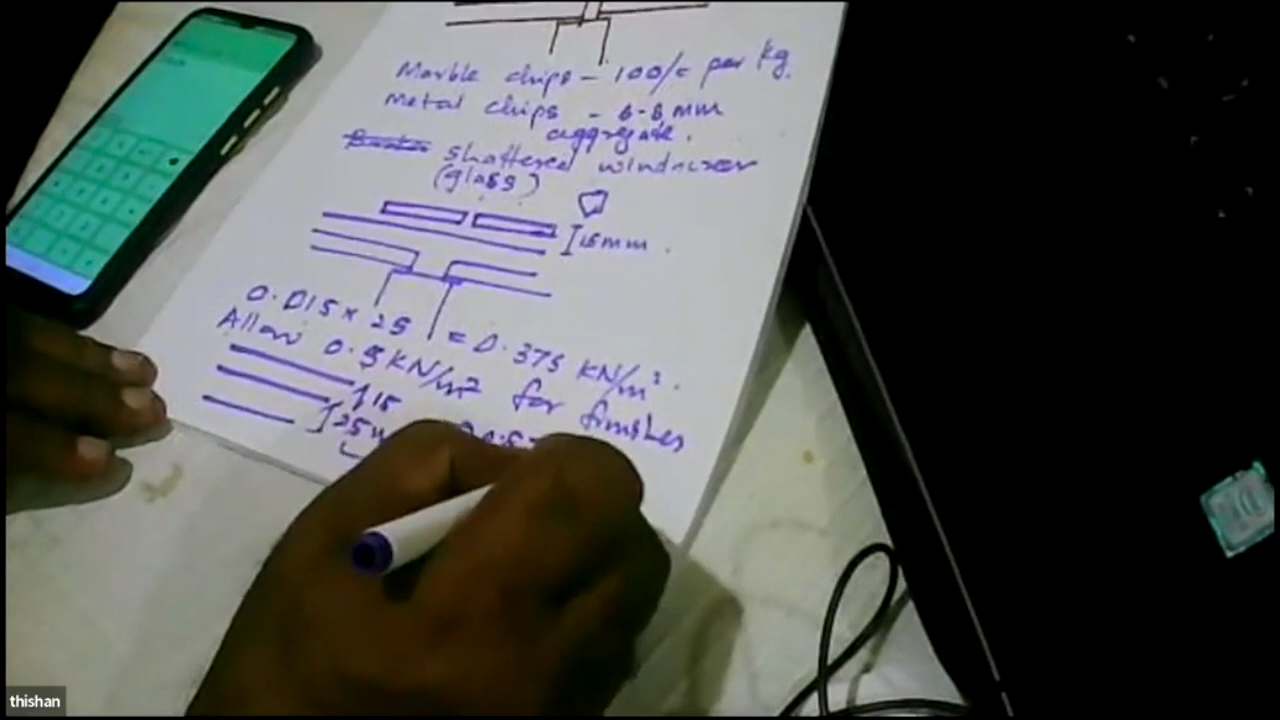 Marble chips - 100/= per kg.
Metal chips - 6-8 mm
aggregate.
shattered
(glass)
15mm.
0.015 x 25 = 0.375 KN/m².
Allow 0.5 KN/m² for finishes
15
25
thishan